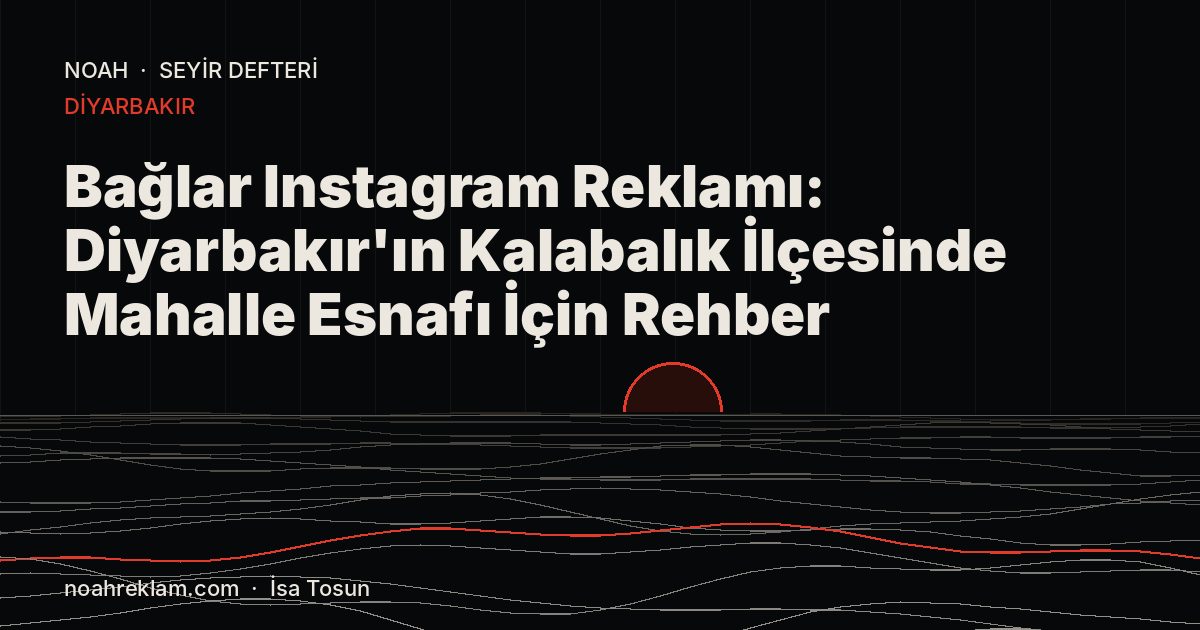 NOAH · SEYİR DEFTERİ
DİYARBAKIR
Bağlar Instagram Reklamı:
Diyarbakır'ın Kalabalık İlçesinde
Mahalle Esnafı İçin Rehber
noahreklam.com · İsa Tosun